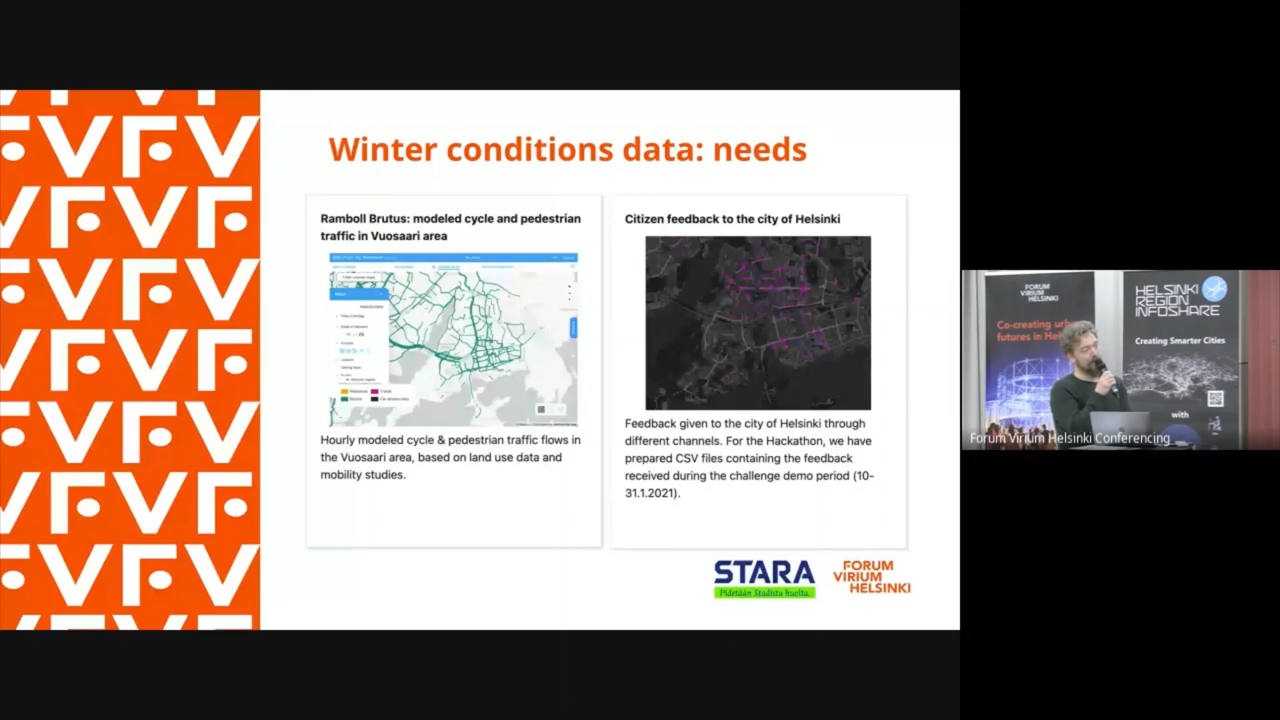 Winter conditions data: needs
Ramboll Brutus: modeled cycle and pedestrian
traffic in Vuosaari area
Hourly modeled cycle & pedestrian traffic flows in
the Vuosaari area, based on land use data and
mobility studies.
Citizen feedback to the city of Helsinki
Feedback given to the city of Helsinki through
different channels. For the Hackathon, we have
prepared CSV files containing the feedback
received during the challenge demo period (10-
31.1.2021).
STARA
Pidetään Stadista huolta.
FORUM
VIRIUM
HELSINKI
FORUM
VIRIUM
HELSINKI
Co-creating
futures in
HELSINKI
REGION
INFOSHARE
Creating Smarter Cities
with
Forum Virium Helsinki Conferencing